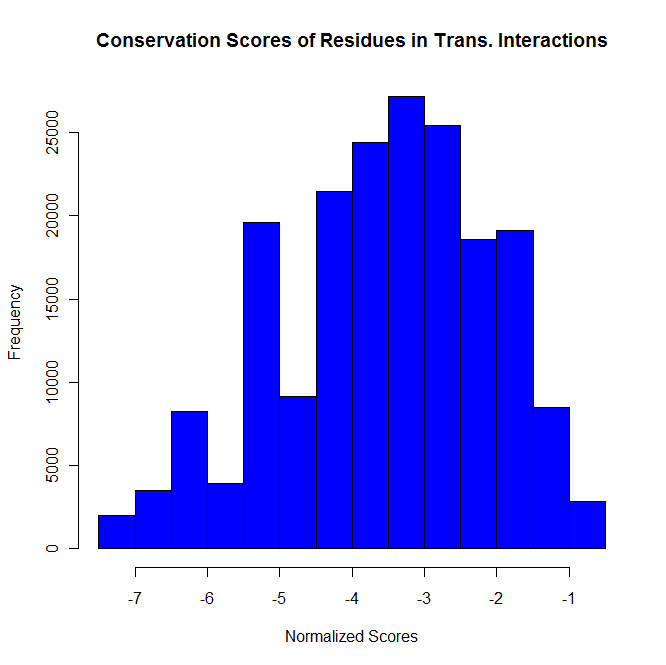 Conservation Scores of Residues in Trans. Interactions
Frequency
25000
20000
15000
10000
5000
0
-7 -6 -5 -4 -3 -2 -1
Normalized Scores